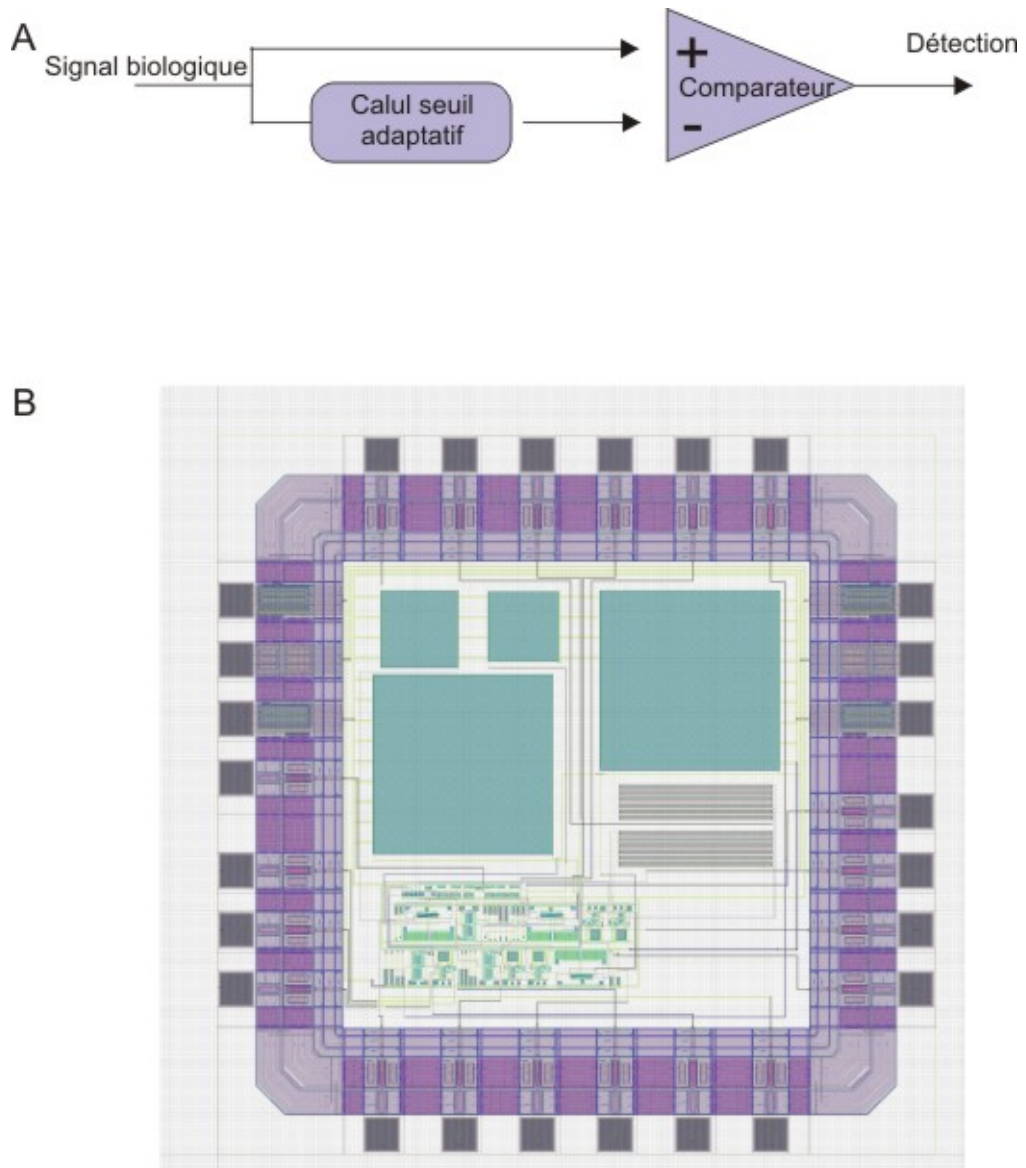 A
Signal biologique
Calul seuil
adaptatif
+
Comparateur
-
Détection
B